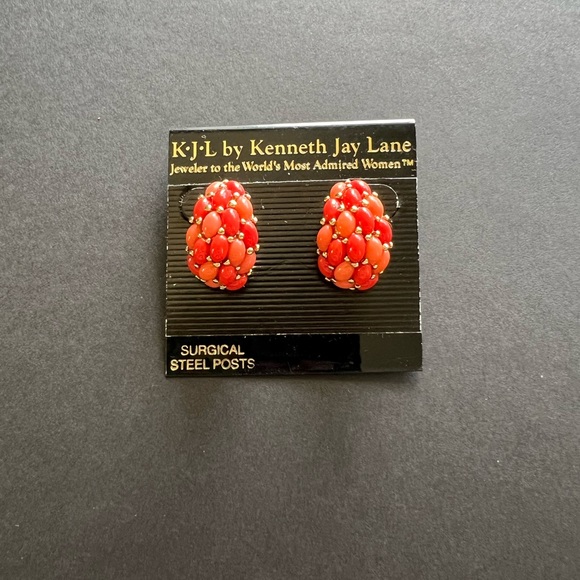 K·J·L by Kenneth Jay Lane
Jeweler to the World's Most Admired Women™
SURGICAL
STEEL POSTS